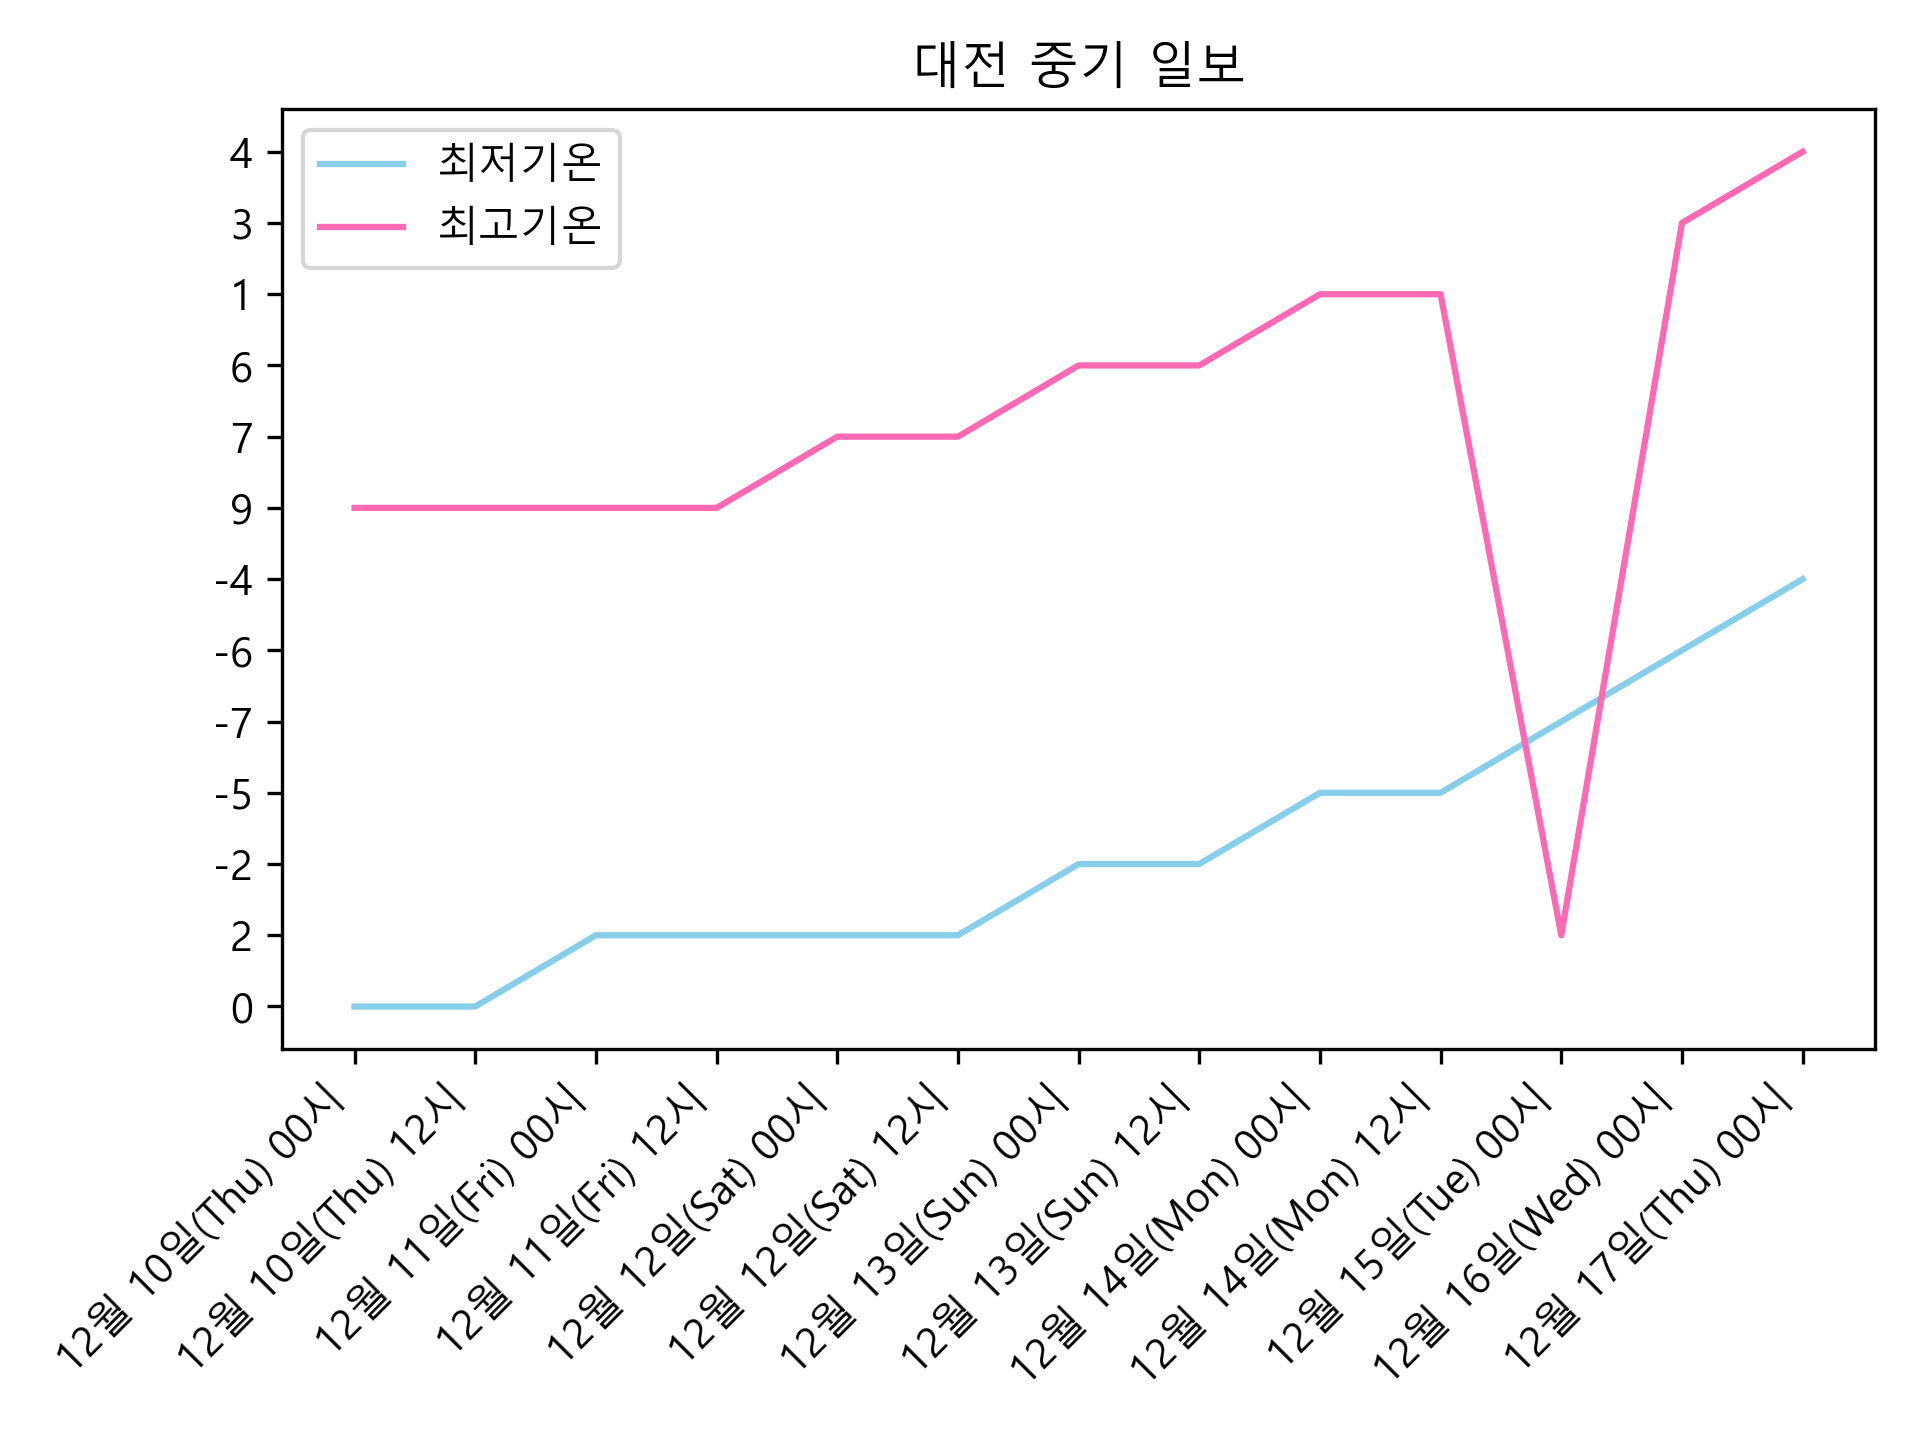 대전 중기 일보
최저기온
최고기온
4
3
1
6
7
9
-4
-6
-7
-5
-2
2
0
12월 10일(Thu) 00시
12월 10일(Thu) 12시
12월 11일(Fri) 00시
12월 11일(Fri) 12시
12월 12일(Sat) 00시
12월 12일(Sat) 12시
12월 13일(Sun) 00시
12월 13일(Sun) 12시
12월 14일(Mon) 00시
12월 14일(Mon) 12시
12월 15일(Tue) 00시
12월 16일(Wed) 00시
12월 17일(Thu) 00시